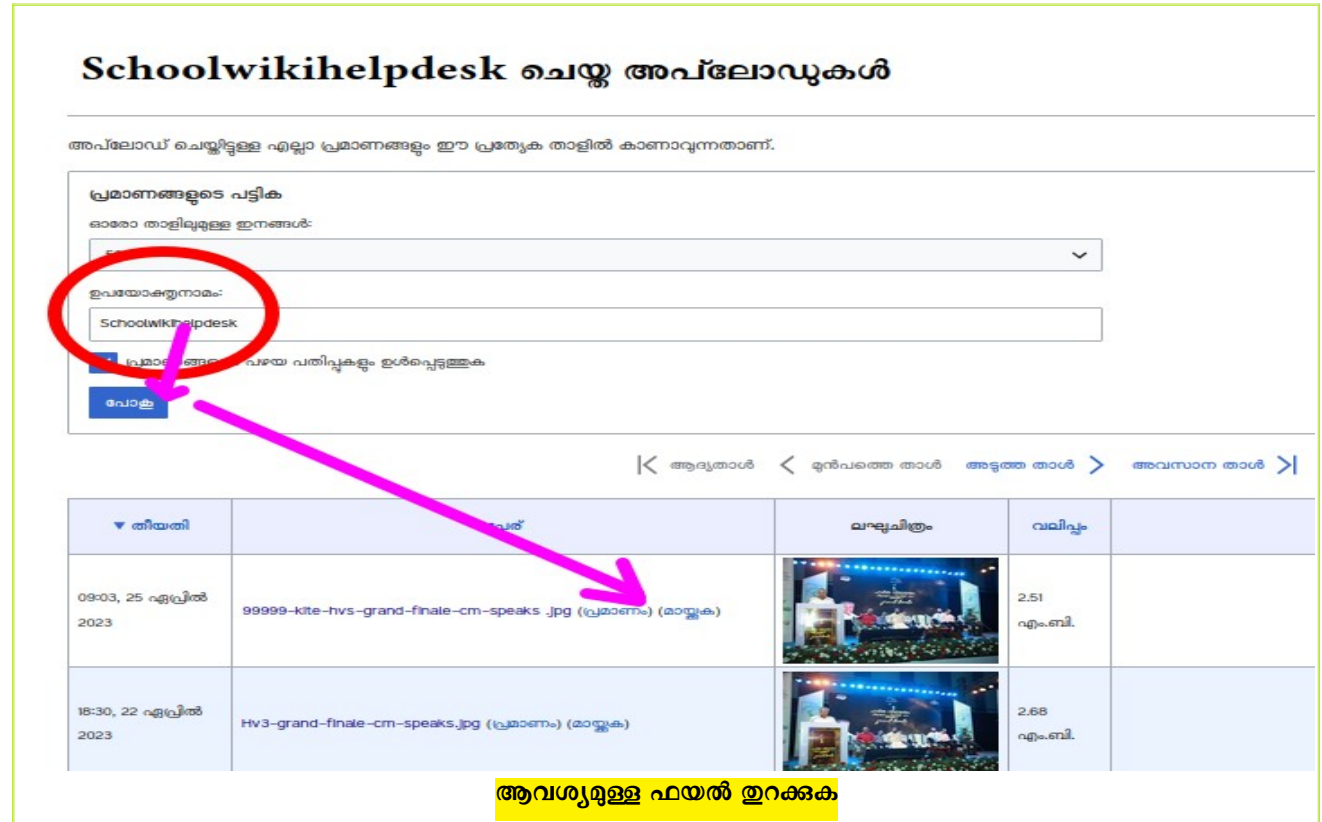 Schoolwikihelpdesk ചെയ്ത അപ്‌ലോഡുകൾ
അപ്‌ലോഡ് ചെയ്തിട്ടുള്ള എല്ലാ പ്രമാണങ്ങളും ഈ പ്രത്യേക താളിൽ കാണാവുന്നതാണ്.
പ്രമാണങ്ങളുടെ പട്ടിക
ഓരോ താളിലുമുള്ള ഇനങ്ങൾ:
ഉപയോക്തൃനാമം:
Schoolwikihelpdesk
പഴയ പതിപ്പുകളും ഉൾപ്പെടുത്തുക
പോകൂ
ആദ്യതാൾ മുൻപത്തെ താൾ അടുത്ത താൾ അവസാന താൾ
▼ തീയതി പേര് ലഘുചിത്രം വലിപ്പം
09:03, 25 ഏപ്രിൽ 2023
99999-kite-hvs-grand-finale-cm-speaks .jpg (പ്രമാണം) (മായ്ക്കുക)
2.51 എം.ബി.
18:30, 22 ഏപ്രിൽ 2023
Hv3-grand-finale-cm-speaks.jpg (പ്രമാണം) (മായ്ക്കുക)
2.68 എം.ബി.
ആവശ്യമുള്ള ഫയൽ തുറക്കുക